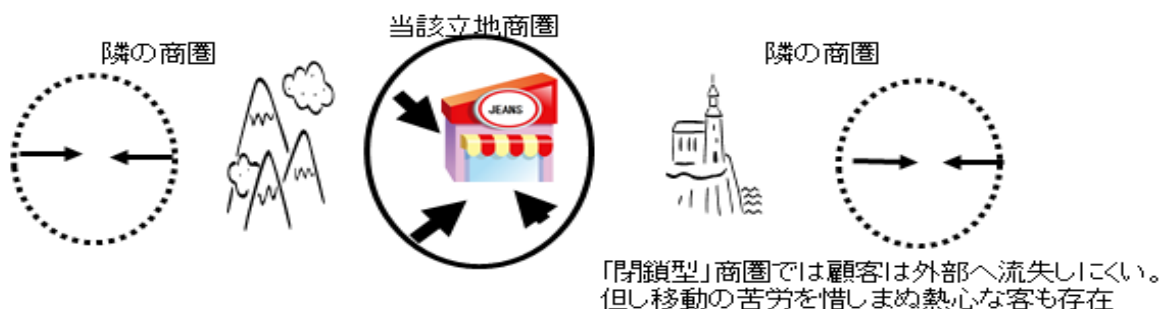 当該立地商圏
隣の商圏
隣の商圏
JEANS
「閉鎖型」商圏では顧客は外部へ流失しにくい。
但し移動の苦労を惜しまぬ熱心な客も存在